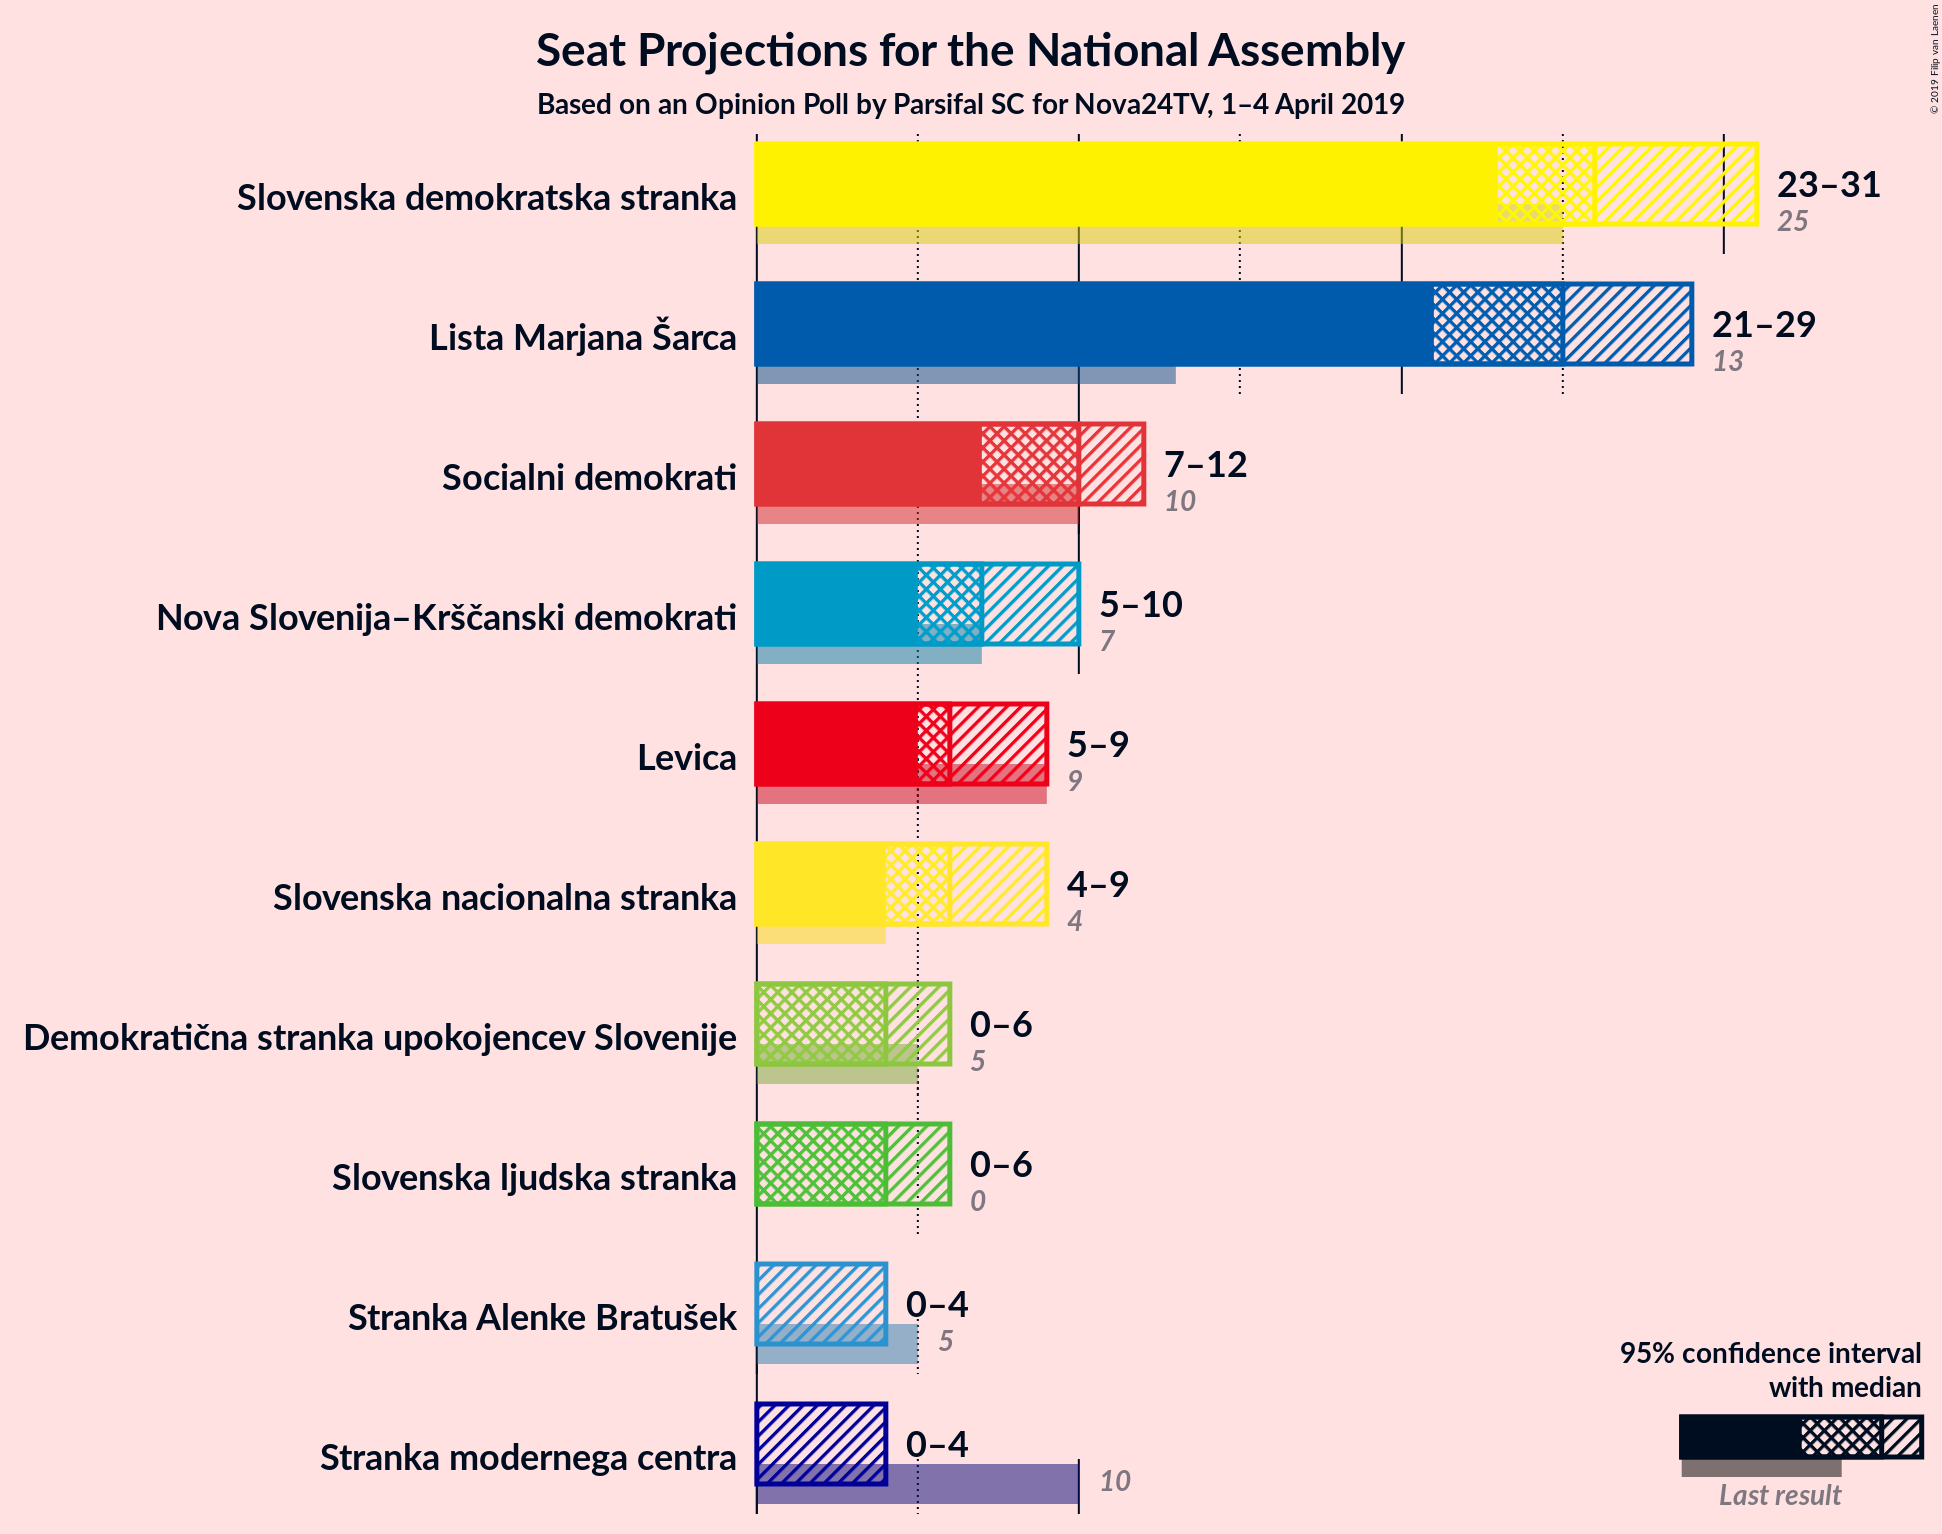 Seat Projections for the National Assembly
Based on an Opinion Poll by Parsifal SC for Nova24TV, 1–4 April 2019
© 2019 Filip van Laenen
Slovenska demokratska stranka
23–31
25
Lista Marjana Šarca
21–29
13
Socialni demokrati
7–12
10
Nova Slovenija–Krščanski demokrati
5–10
7
Levica
5–9
9
Slovenska nacionalna stranka
4–9
4
Demokratična stranka upokojencev Slovenije
0–6
5
Slovenska ljudska stranka
0–6
0
Stranka Alenke Bratušek
0–4
5
Stranka modernega centra
0–4
10
95% confidence interval
with median
Last result